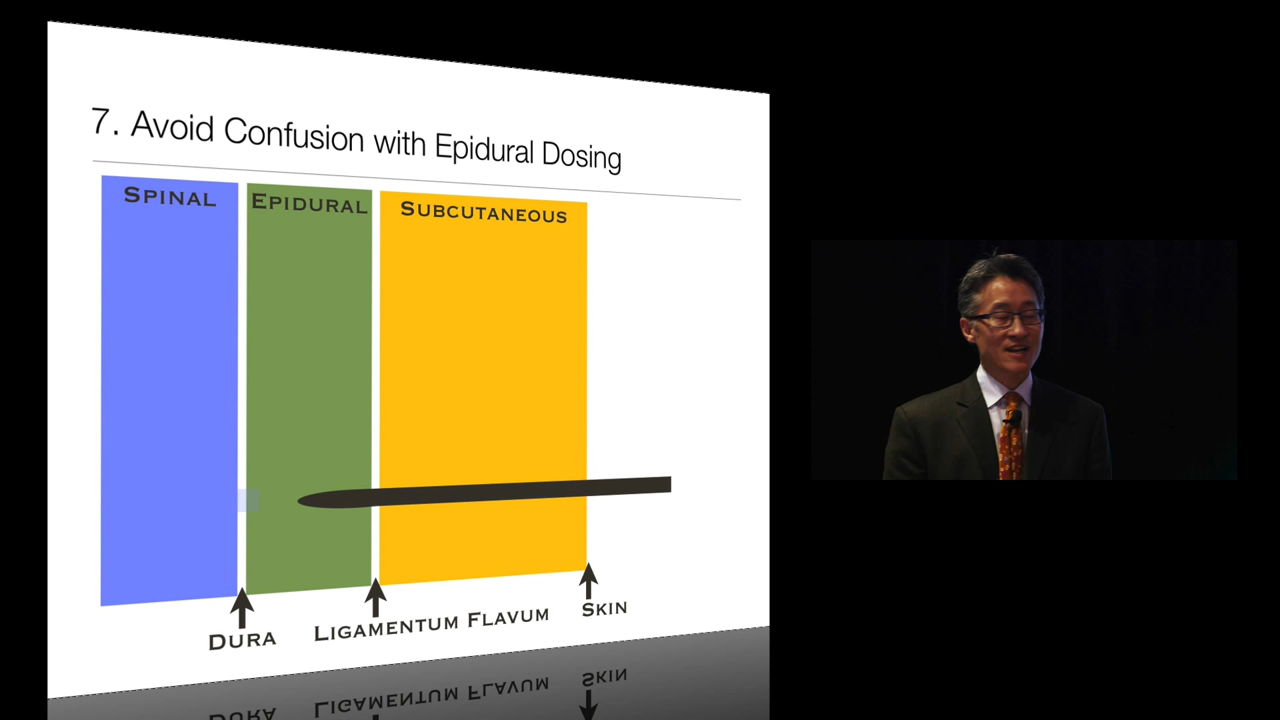 7. Avoid Confusion with Epidural Dosing
SPINAL
EPIDURAL
SUBCUTANEOUS
DURA
LIGAMENTUM FLAVUM
SKIN